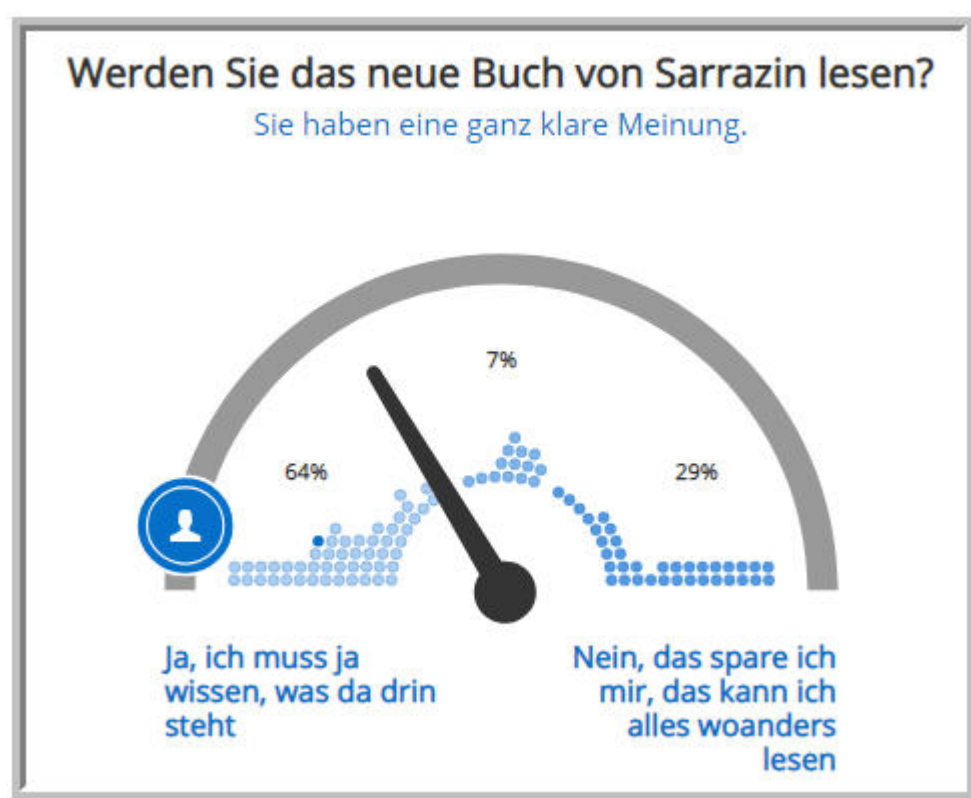 Werden Sie das neue Buch von Sarrazin lesen?
Sie haben eine ganz klare Meinung.
7%
64%
29%
Ja, ich muss ja
wissen, was da drin
steht
Nein, das spare ich
mir, das kann ich
alles woanders
lesen